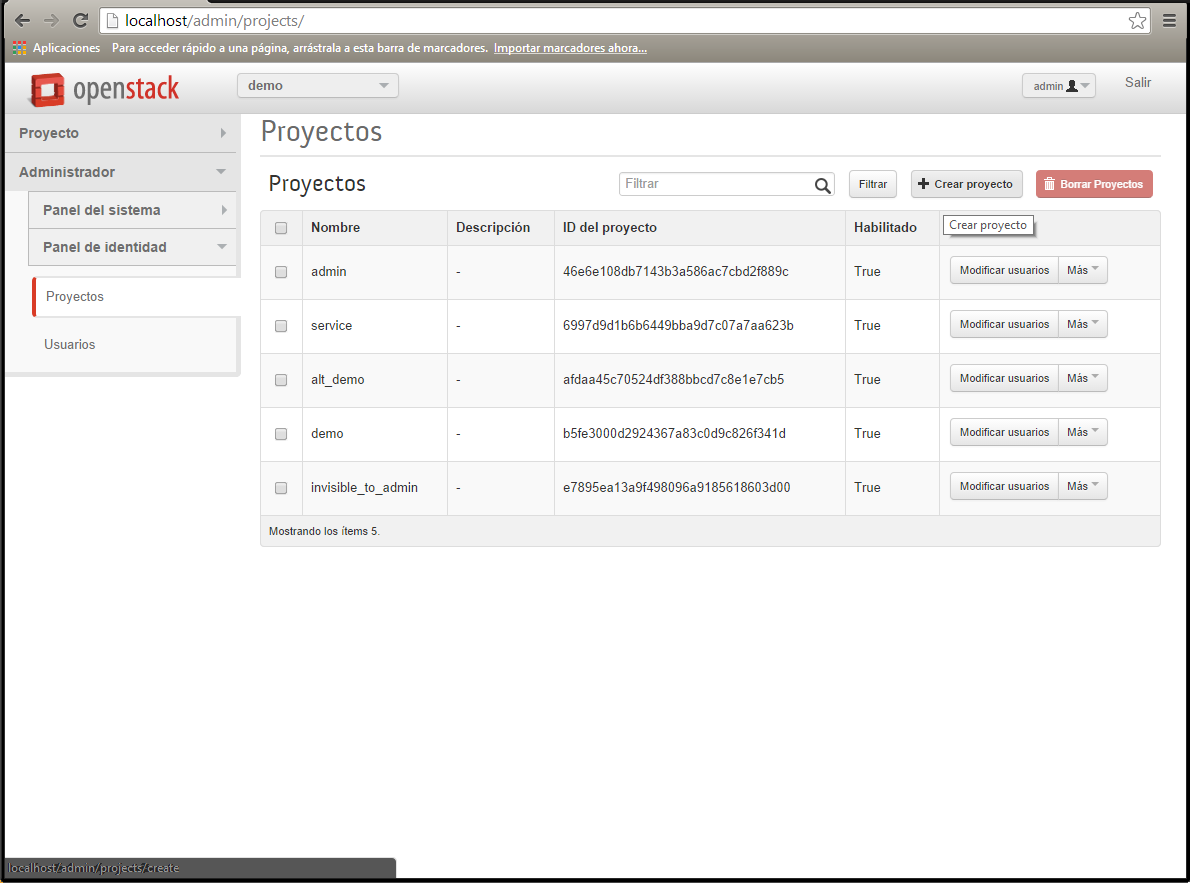 localhost/admin/projects/
Aplicaciones Para acceder rápido a una página, arrástrala a esta barra de marcadores. Importar marcadores ahora...
openstack demo admin Salir
Proyecto
Administrador
Panel del sistema
Panel de identidad
Proyectos
Usuarios
Proyectos
Proyectos Filtrar Filtrar Crear proyecto Borrar Proyectos
Nombre Descripción ID del proyecto Habilitado
Crear proyecto
admin - 46e6e108db7143b3a586ac7cbd2f889c True Modificar usuarios Más
service - 6997d9d1b6b6449bba9d7c07a7aa623b True Modificar usuarios Más
alt_demo - afdaa45c70524df388bbcd7c8e1e7cb5 True Modificar usuarios Más
demo - b5fe3000d2924367a83c0d9c826f341d True Modificar usuarios Más
invisible_to_admin - e7895ea13a9f498096a9185618603d00 True Modificar usuarios Más
Mostrando los ítems 5.
localhost/admin/projects/create